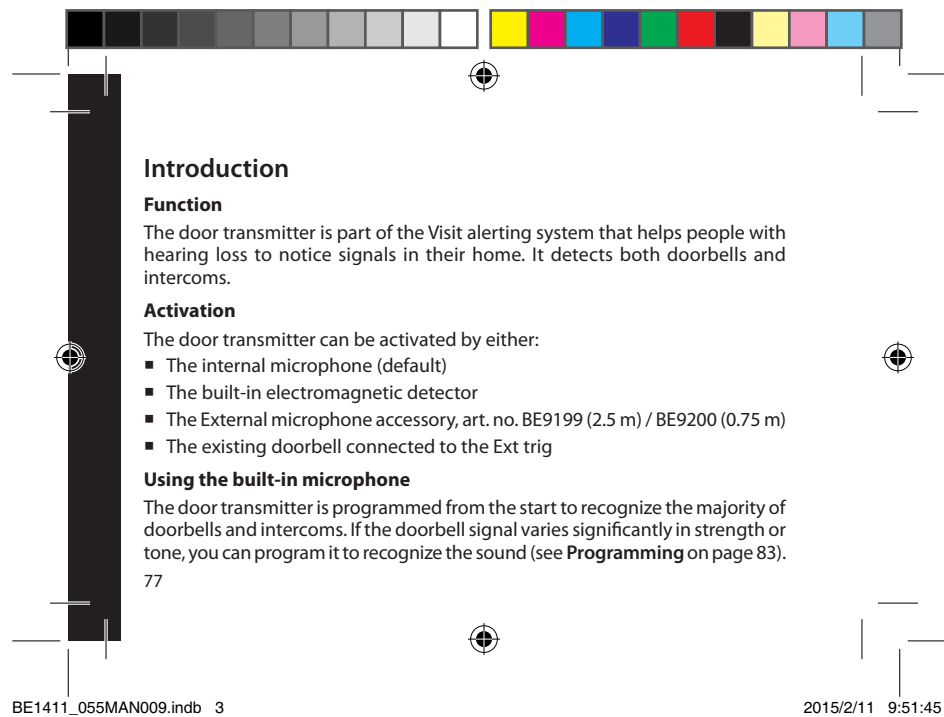 Introduction
Function
The door transmitter is part of the Visit alerting system that helps people with
hearing loss to notice signals in their home. It detects both doorbells and
intercoms.
Activation
The door transmitter can be activated by either:
▪ The internal microphone (default)
▪ The built-in electromagnetic detector
▪ The External microphone accessory, art. no. BE9199 (2.5 m) / BE9200 (0.75 m)
▪ The existing doorbell connected to the Ext trig
Using the built-in microphone
The door transmitter is programmed from the start to recognize the majority of
doorbells and intercoms. If the doorbell signal varies significantly in strength or
tone, you can program it to recognize the sound (see Programming on page 83).
77
BE1411_055MAN009.indb 3 2015/2/11 9:51:45